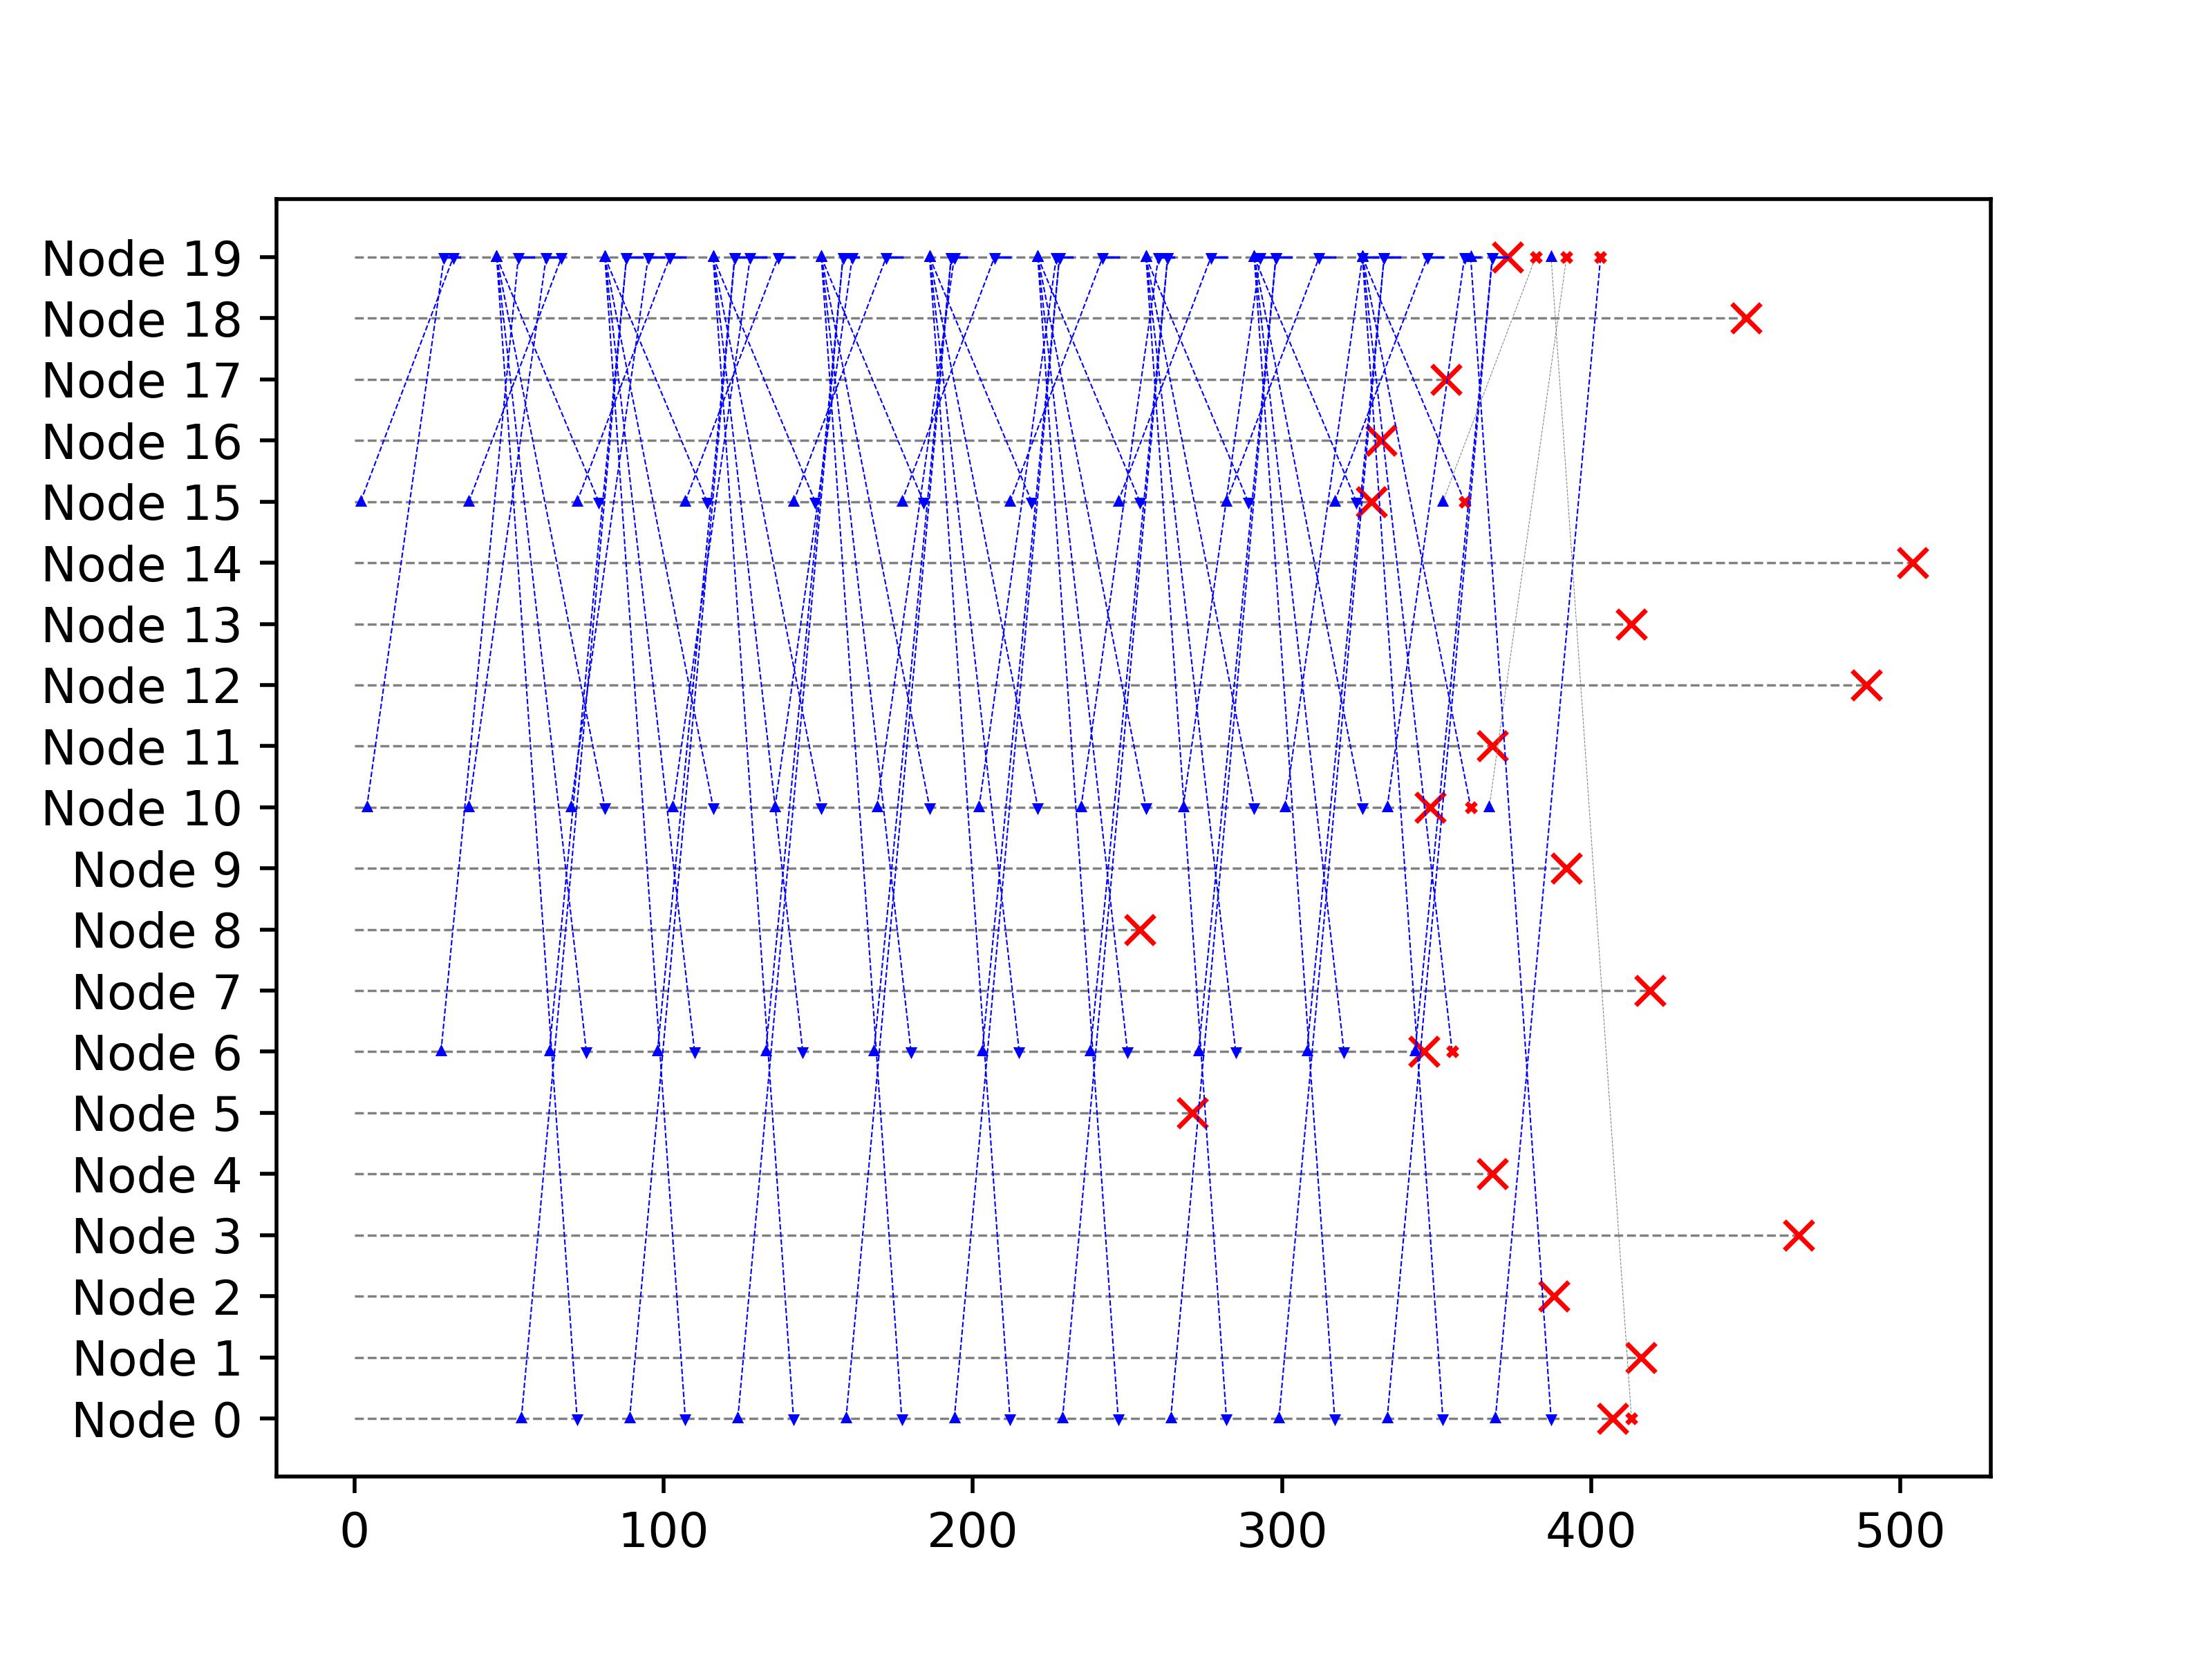 Node 19
Node 18
Node 17
Node 16
Node 15
Node 14
Node 13
Node 12
Node 11
Node 10
Node 9
Node 8
Node 7
Node 6
Node 5
Node 4
Node 3
Node 2
Node 1
Node 0
0 100 200 300 400 500